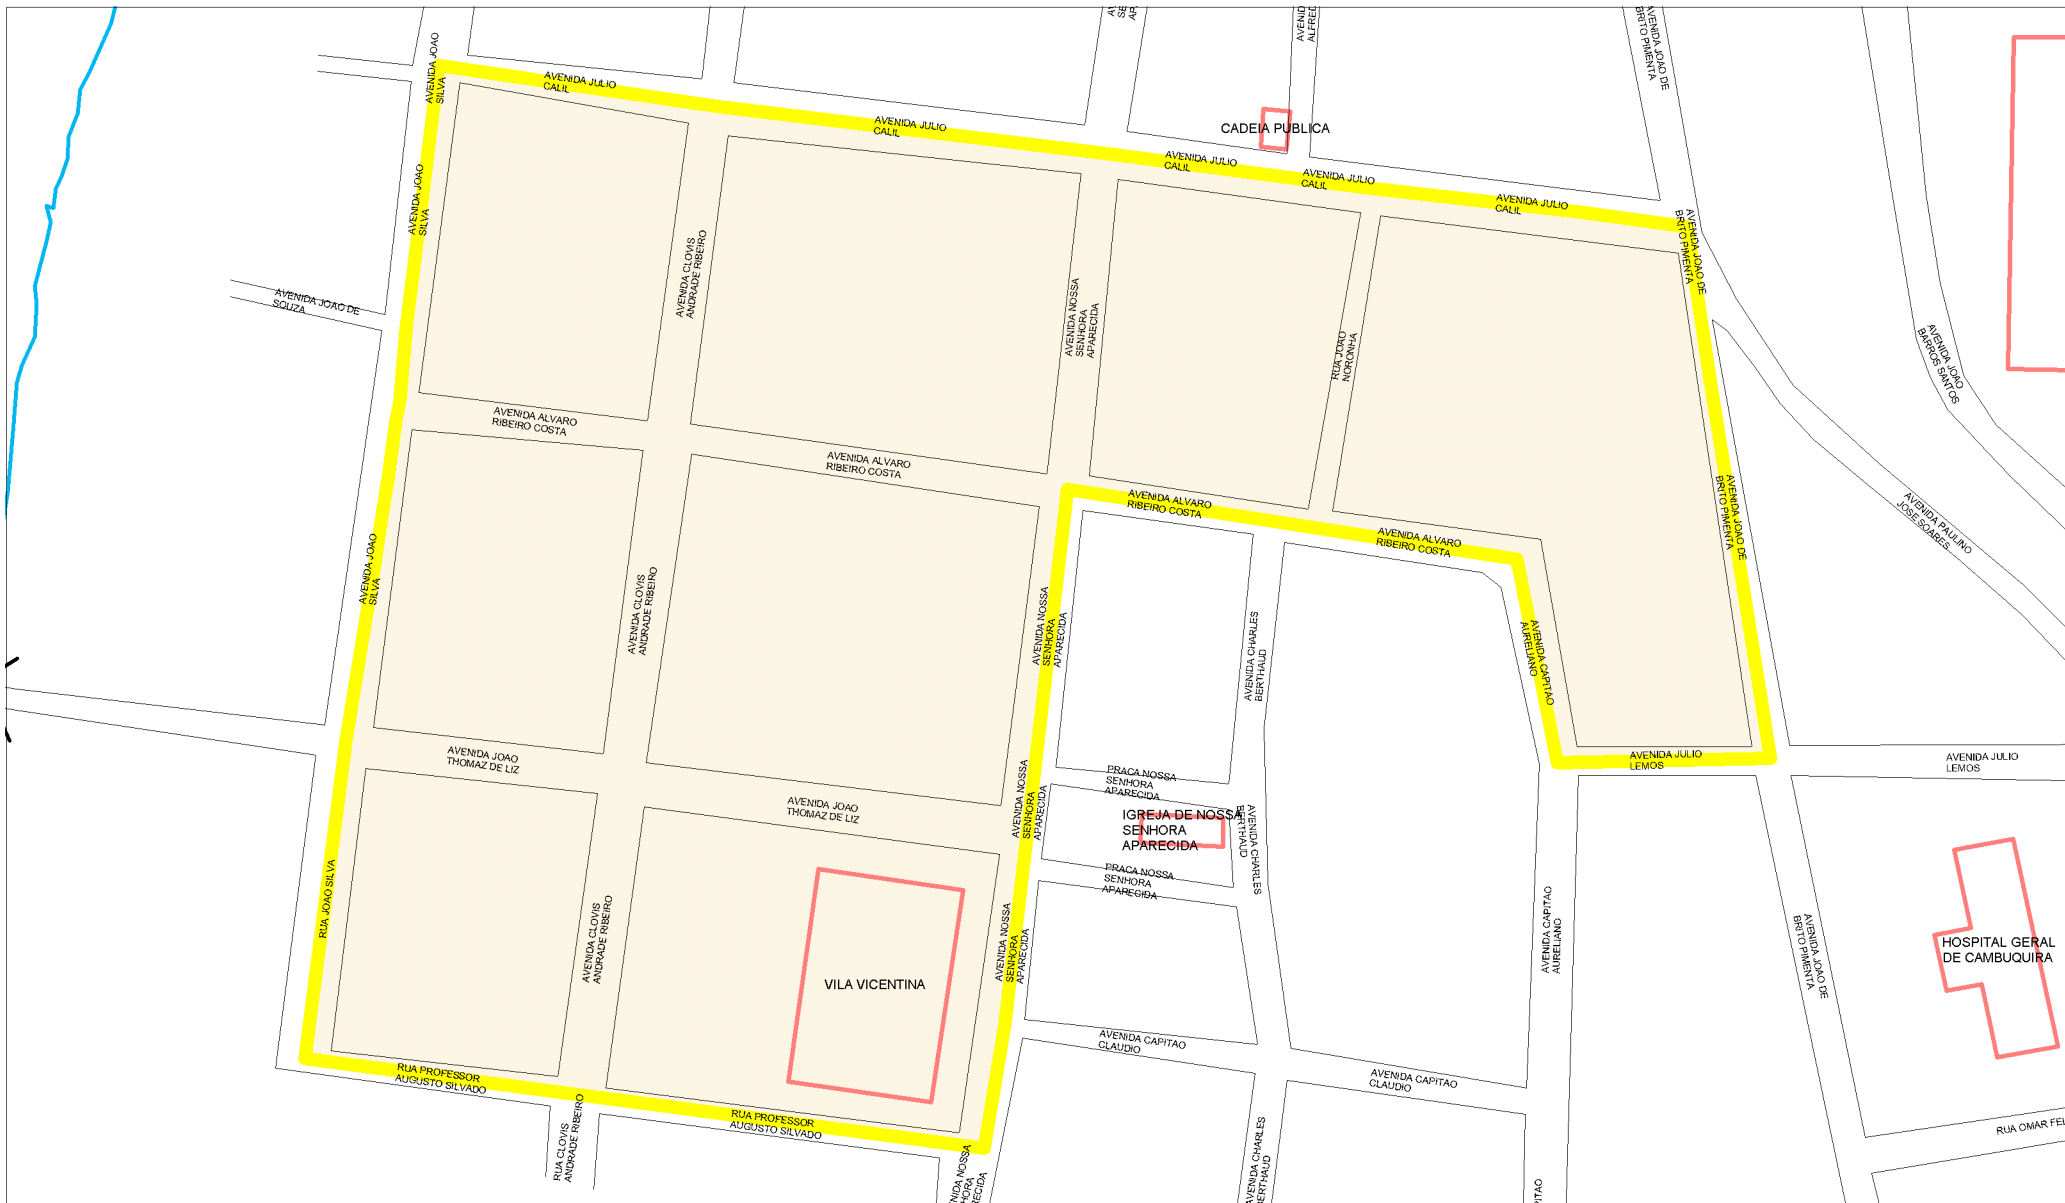 AVENIDA JOAO
SILVA
AVENIDA JULIO
CALIL
AVENIDA JULIO
CALIL
CADEIA PUBLICA
AVENIDA JULIO
CALIL
AVENIDA JULIO
CALIL
AVENIDA JULIO
CALIL
AVENIDA JOAO DE
BRITO PIMENTA
AVENIDA JOAO
SILVA
AVENIDA CLOVIS
ANDRADE RIBEIRO
AVENIDA NOSSA
SENHORA
APARECIDA
RUA JOAO
NORONHA
AVENIDA JOAO DE
BRITO PIMENTA
AVENIDA JOAO DE
SOUZA
AVENIDA JOAO
BARROS SANTOS
AVENIDA ALVARO
RIBEIRO COSTA
AVENIDA ALVARO
RIBEIRO COSTA
AVENIDA ALVARO
RIBEIRO COSTA
AVENIDA ALVARO
RIBEIRO COSTA
AVENIDA JOAO DE
BRITO PIMENTA
AVENIDA PAULINO
JOSE SOARES
AVENIDA JOAO
SILVA
AVENIDA CLOVIS
ANDRADE RIBEIRO
AVENIDA NOSSA
SENHORA
APARECIDA
AVENIDA CHARLES
BERTHAUD
AVENIDA CAPITAO
AURELIANO
AVENIDA JOAO
THOMAZ DE LIZ
AVENIDA JOAO
THOMAZ DE LIZ
AVENIDA NOSSA
SENHORA
APARECIDA
PRACA NOSSA
SENHORA
APARECIDA
AVENIDA JULIO
LEMOS
AVENIDA JULIO
LEMOS
IGREJA DE NOSSA
SENHORA
APARECIDA
AVENIDA CHARLES
BERTHAUD
PRACA NOSSA
SENHORA
APARECIDA
RUA JOAO SILVA
AVENIDA CLOVIS
ANDRADE RIBEIRO
VILA VICENTINA
AVENIDA NOSSA
SENHORA
APARECIDA
AVENIDA CAPITAO
AURELIANO
AVENIDA JOAO DE
BRITO PIMENTA
HOSPITAL GERAL
DE CAMBUQUIRA
AVENIDA CAPITAO
CLAUDIO
AVENIDA CAPITAO
CLAUDIO
RUA PROFESSOR
AUGUSTO SILVADO
RUA PROFESSOR
AUGUSTO SILVADO
RUA CLOVIS
ANDRADE RIBEIRO
AVENIDA CHARLES
BERTHAUD
RUA OMAR